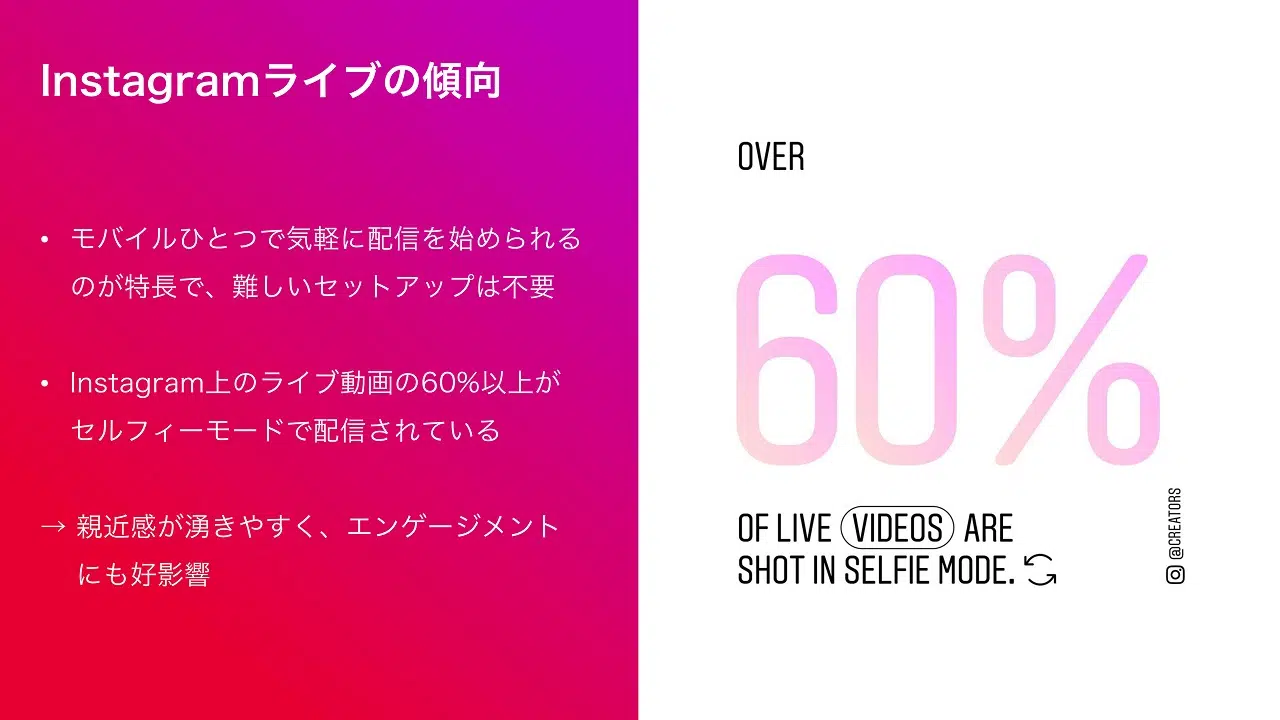 Instagramライブの傾向
• モバイルひとつで気軽に配信を始められる
のが特長で、難しいセットアップは不要
• Instagram上のライブ動画の60%以上が
セルフィーモードで配信されている
→ 親近感が湧きやすく、エンゲージメント
にも好影響
OVER
60%
OF LIVE VIDEOS ARE
SHOT IN SELFIE MODE.
@CREATORS